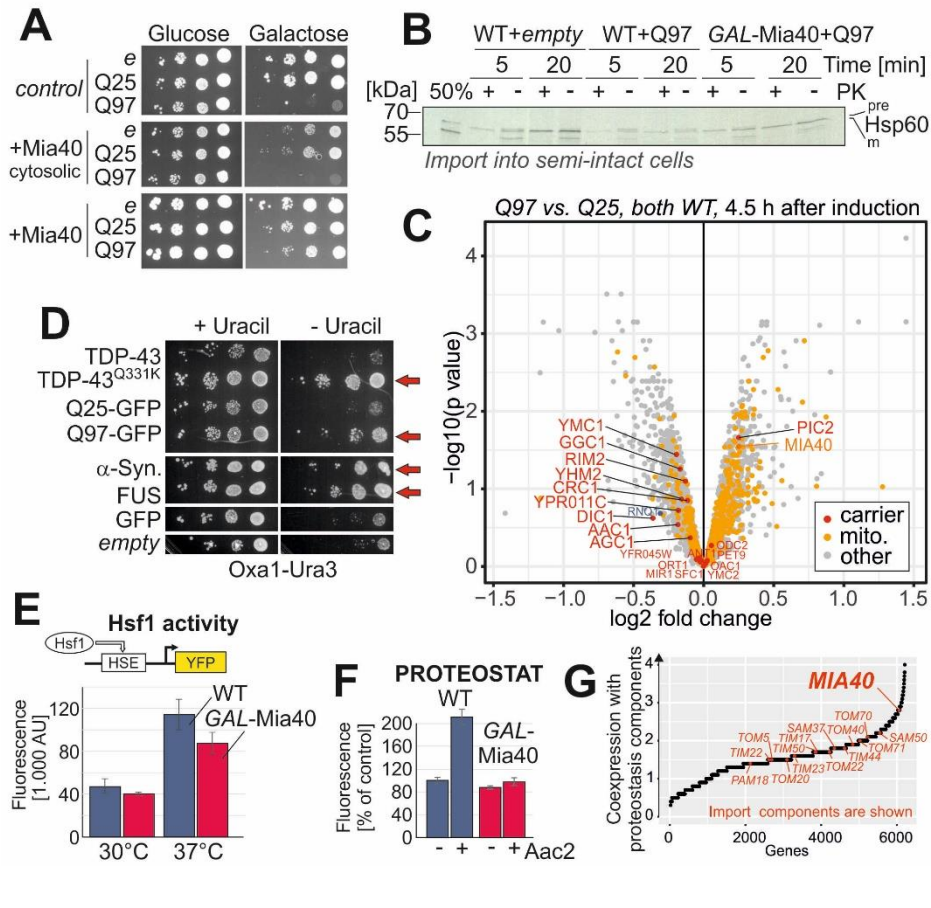 A
Glucose Galactose
control
e
Q25
Q97
+Mia40
cytosolic
e
Q25
Q97
+Mia40
e
Q25
Q97
B
WT+empty WT+Q97 GAL-Mia40+Q97
5 20 5 20 5 20 Time [min]
[kDa] 50% + - + - + - + - + - + - PK
70
55
pre
Hsp60
m
Import into semi-intact cells
C
Q97 vs. Q25, both WT, 4.5 h after induction
-log10(p value)
4
3
2
1
0
YMC1
GGC1
RIM2
YHM2
CRC1
YPR011C
RNQ1
DIC1
AAC1
AGC1
YFR045W
ORT1
MIR1 SFC1
PIC2
MIA40
ODC2
ANT1 PET9
OAC1
YMC2
carrier
mito.
other
−1.5 −1.0 −0.5 0.0 0.5 1.0 1.5
log2 fold change
D
+ Uracil - Uracil
TDP-43
TDP-43Q331K
Q25-GFP
Q97-GFP
α-Syn.
FUS
GFP
empty
Oxa1-Ura3
E
Hsf1 activity
Hsf1
HSE
YFP
WT
GAL-Mia40
Fluorescence
[1.000 AU]
120
80
40
0
30°C 37°C
F
PROTEOSTAT
WT
GAL-
Mia40
Fluorescence
[% of control]
200
160
120
80
40
0
- + - + Aac2
G
Coexpression with
proteostasis components
4
3
2
1
0
MIA40
TOM70
SAM37 TOM40
TOM5 TIM17
SAM50
TIM22 TIM50
TOM71
TIM44
TIM23 TOM22
PAM18 TOM20
Import components are shown
0 2000 4000 6000
Genes